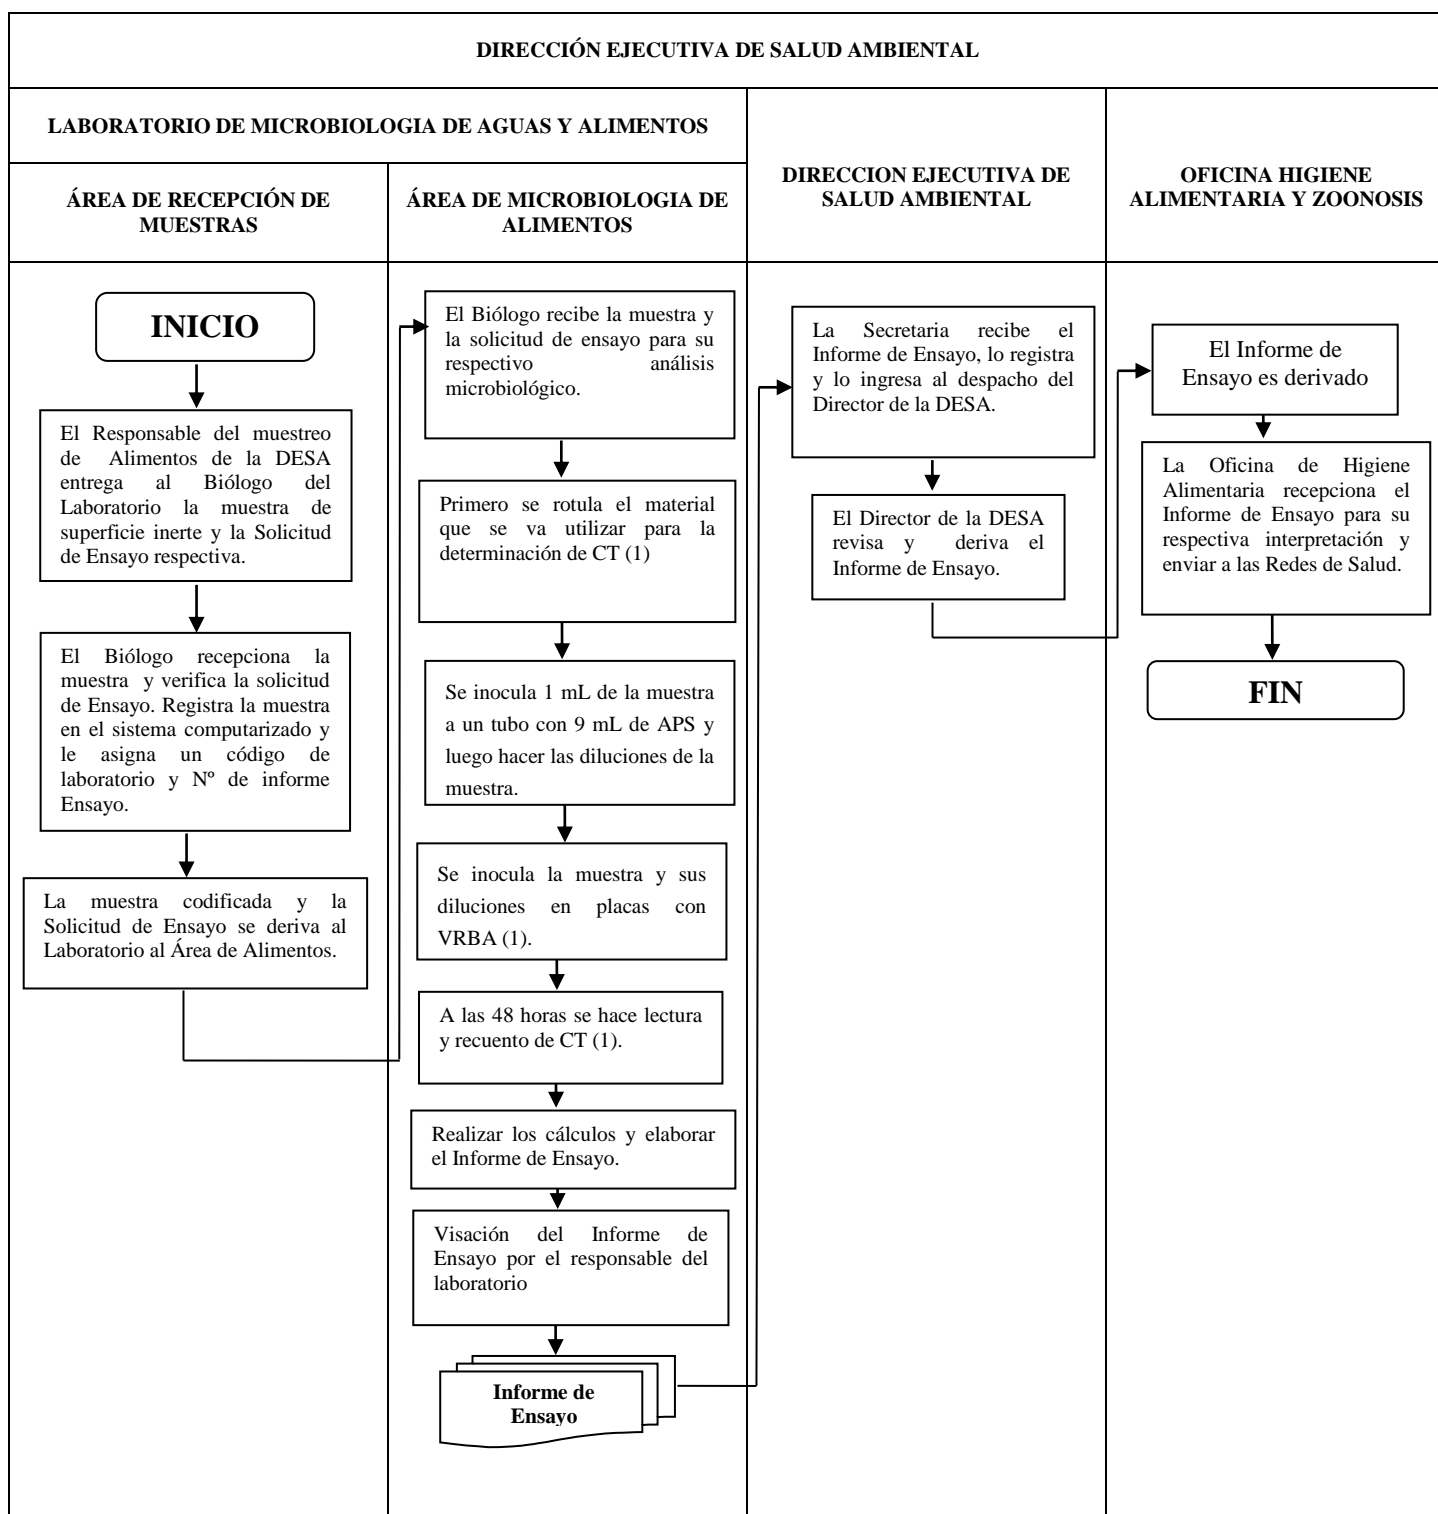 DIRECCIÓN EJECUTIVA DE SALUD AMBIENTAL
LABORATORIO DE MICROBIOLOGIA DE AGUAS Y ALIMENTOS
ÁREA DE RECEPCIÓN DE
MUESTRAS
ÁREA DE MICROBIOLOGIA DE
ALIMENTOS
DIRECCION EJECUTIVA DE
SALUD AMBIENTAL
OFICINA HIGIENE
ALIMENTARIA Y ZOONOSIS
INICIO
El Responsable del muestreo
de Alimentos de la DESA
entrega al Biólogo del
Laboratorio la muestra de
superficie inerte y la Solicitud
de Ensayo respectiva.
El Biólogo recepciona la
muestra y verifica la solicitud
de Ensayo. Registra la muestra
en el sistema computarizado y
le asigna un código de
laboratorio y Nº de informe
Ensayo.
La muestra codificada y la
Solicitud de Ensayo se deriva al
Laboratorio al Área de Alimentos.
El Biólogo recibe la muestra y
la solicitud de ensayo para su
respectivo análisis
microbiológico.
Primero se rotula el material
que se va utilizar para la
determinación de CT (1)
Se inocula 1 mL de la muestra
a un tubo con 9 mL de APS y
luego hacer las diluciones de la
muestra.
Se inocula la muestra y sus
diluciones en placas con
VRBA (1).
A las 48 horas se hace lectura
y recuento de CT (1).
Realizar los cálculos y elaborar
el Informe de Ensayo.
Visación del Informe de
Ensayo por el responsable del
laboratorio
Informe de
Ensayo
La Secretaria recibe el
Informe de Ensayo, lo registra
y lo ingresa al despacho del
Director de la DESA.
El Director de la DESA
revisa y deriva el
Informe de Ensayo.
El Informe de
Ensayo es derivado
La Oficina de Higiene
Alimentaria recepciona el
Informe de Ensayo para su
respectiva interpretación y
enviar a las Redes de Salud.
FIN